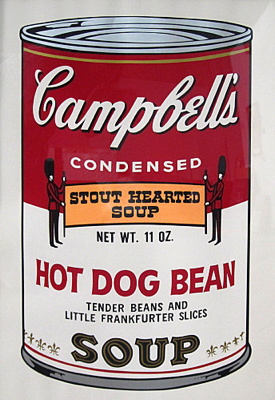 Campbell's
CONDENSED
STOUT HEARTED
SOUP
NET WT. 11 OZ.
HOT DOG BEAN
TENDER BEANS AND
LITTLE FRANKFURTER SLICES
SOUP